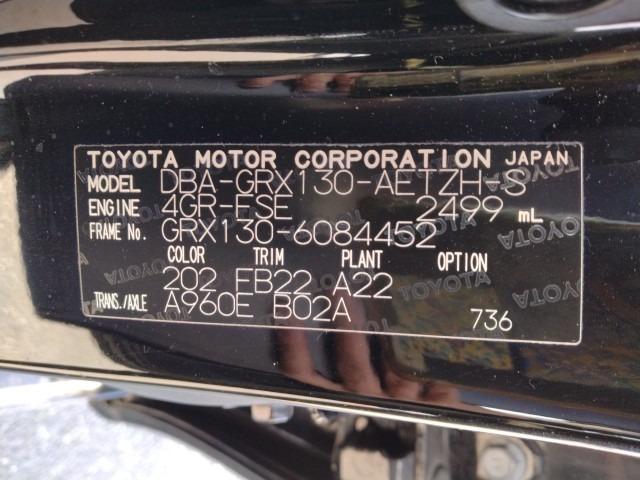 TOYOTA MOTOR CORPORATION JAPAN
MODEL DBA-GRX130-AETZH-S
ENGINE 4GR-FSE 2499 mL
FRAME No. GRX130-6084452
COLOR TRIM PLANT OPTION
202 FB22 A22
TRANS./AXLE A960E B02A
736